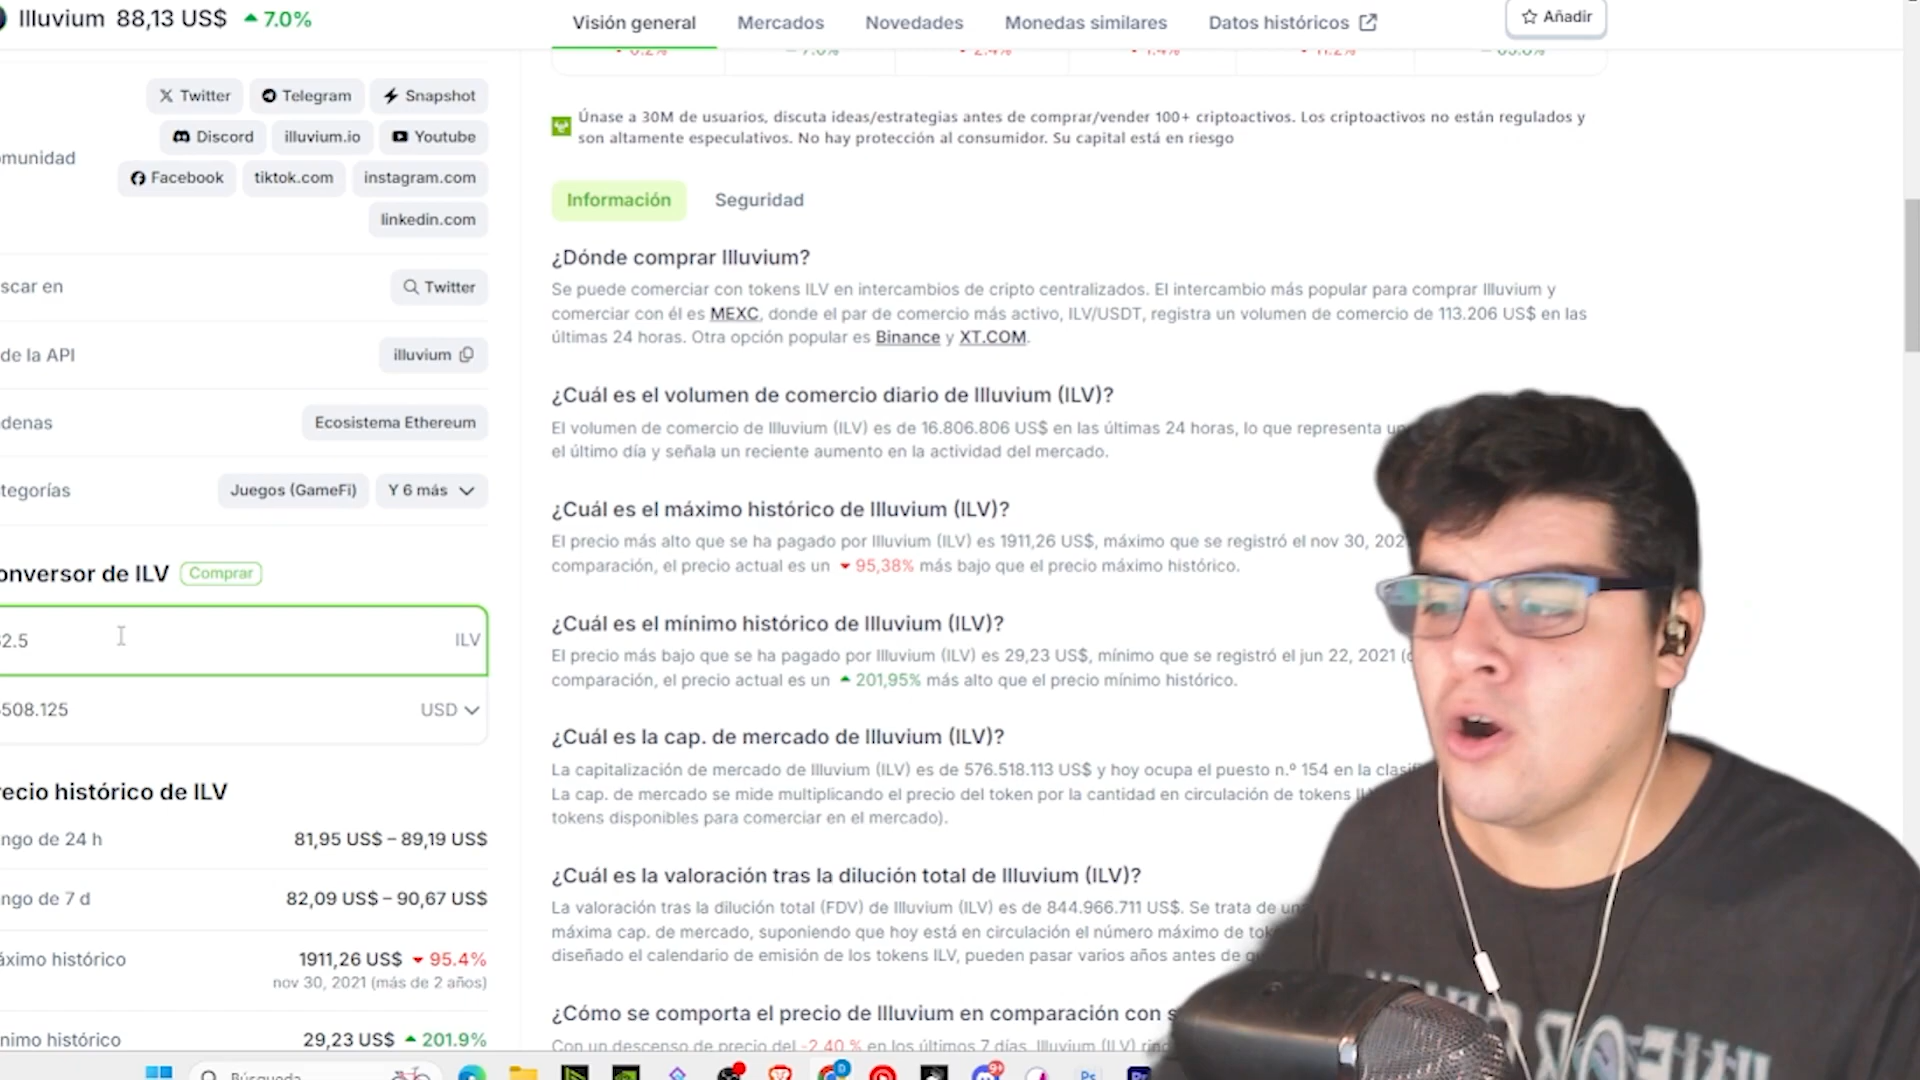 Illuvium 88,13 US$ 7.0%
Visión general Mercados Novedades Monedas similares Datos históricos Añadir
Twitter Telegram Snapshot
Discord illuvium.io Youtube
omunidad
Facebook tiktok.com instagram.com
linkedin.com
scar en Twitter
de la API illuvium
denas Ecosistema Ethereum
tegorías Juegos (GameFi) Y 6 más
onversor de ILV Comprar
2.5 ILV
508.125 USD
ecio histórico de ILV
ngo de 24 h 81,95 US$ – 89,19 US$
ngo de 7 d 82,09 US$ – 90,67 US$
áximo histórico 1911,26 US$ 95.4%
nov 30, 2021 (más de 2 años)
nimo histórico 29,23 US$ 201.9%
Únase a 30M de usuarios, discuta ideas/estrategias antes de comprar/vender 100+ criptoactivos. Los criptoactivos no están regulados y
son altamente especulativos. No hay protección al consumidor. Su capital está en riesgo
Información Seguridad
¿Dónde comprar Illuvium?
Se puede comerciar con tokens ILV en intercambios de cripto centralizados. El intercambio más popular para comprar Illuvium y
comerciar con él es MEXC, donde el par de comercio más activo, ILV/USDT, registra un volumen de comercio de 113.206 US$ en las
últimas 24 horas. Otra opción popular es Binance y XT.COM.
¿Cuál es el volumen de comercio diario de Illuvium (ILV)?
El volumen de comercio de Illuvium (ILV) es de 16.806.806 US$ en las últimas 24 horas, lo que representa
el último día y señala un reciente aumento en la actividad del mercado.
¿Cuál es el máximo histórico de Illuvium (ILV)?
El precio más alto que se ha pagado por Illuvium (ILV) es 1911,26 US$, máximo que se registró el nov 30, 202
comparación, el precio actual es un 95,38% más bajo que el precio máximo histórico.
¿Cuál es el mínimo histórico de Illuvium (ILV)?
El precio más bajo que se ha pagado por Illuvium (ILV) es 29,23 US$, mínimo que se registró el jun 22, 2021
comparación, el precio actual es un 201,95% más alto que el precio mínimo histórico.
¿Cuál es la cap. de mercado de Illuvium (ILV)?
La capitalización de mercado de Illuvium (ILV) es de 576.518.113 US$ y hoy ocupa el puesto n.º 154 en la
La cap. de mercado se mide multiplicando el precio del token por la cantidad en circulación de tokens
tokens disponibles para comerciar en el mercado).
¿Cuál es la valoración tras la dilución total de Illuvium (ILV)?
La valoración tras la dilución total (FDV) de Illuvium (ILV) es de 844.966.711 US$. Se trata de
máxima cap. de mercado, suponiendo que hoy está en circulación el número máximo de
diseñado el calendario de emisión de los tokens ILV, pueden pasar varios años antes de
¿Cómo se comporta el precio de Illuvium en comparación con s
Con un descenso de precio del -2,40 % en los últimos 7 días, Illuvium (ILV)
Búsqueda